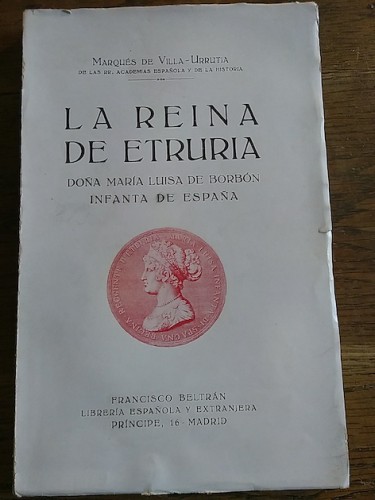 MARQUÉS DE VILLA-URRUTIA
DE LAS RR. ACADEMIAS ESPAÑOLA Y DE LA HISTORIA
LA REINA
DE ETRURIA
DOÑA MARÍA LUISA DE BORBÓN
INFANTA DE ESPAÑA
FRANCISCO BELTRÁN
LIBRERÍA ESPAÑOLA Y EXTRANJERA
PRÍNCIPE, 16-MADRID